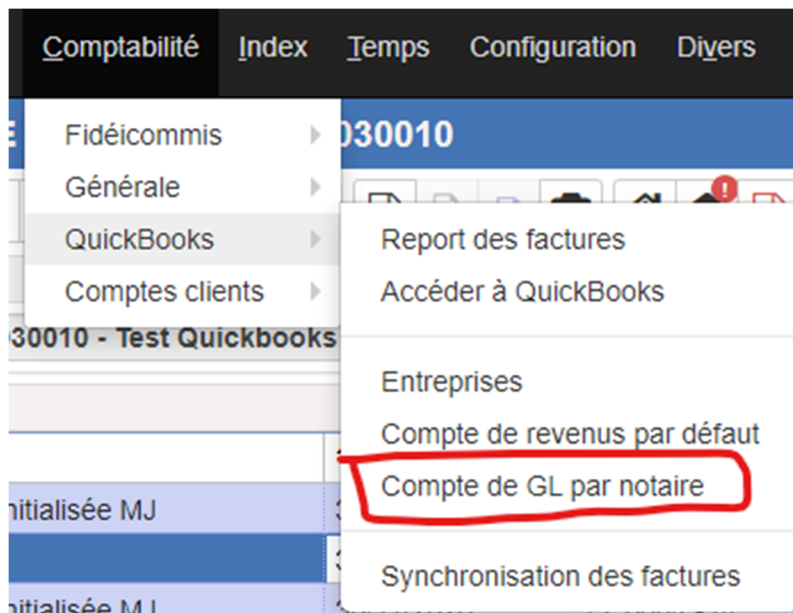 Comptabilité Index Temps Configuration Divers
030010
Fidéicommis
Générale
QuickBooks
Comptes clients
Report des factures
Accéder à QuickBooks
30010 - Test Quickbooks
Entreprises
Compte de revenus par défaut
Compte de GL par notaire
nitialisée MJ
Synchronisation des factures
nitialisée MJ